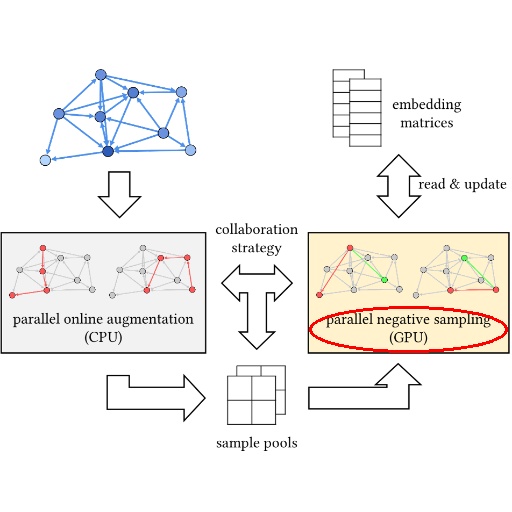 embedding
matrices
read & update
collaboration
strategy
parallel online augmentation
(CPU)
parallel negative sampling
(GPU)
sample pools